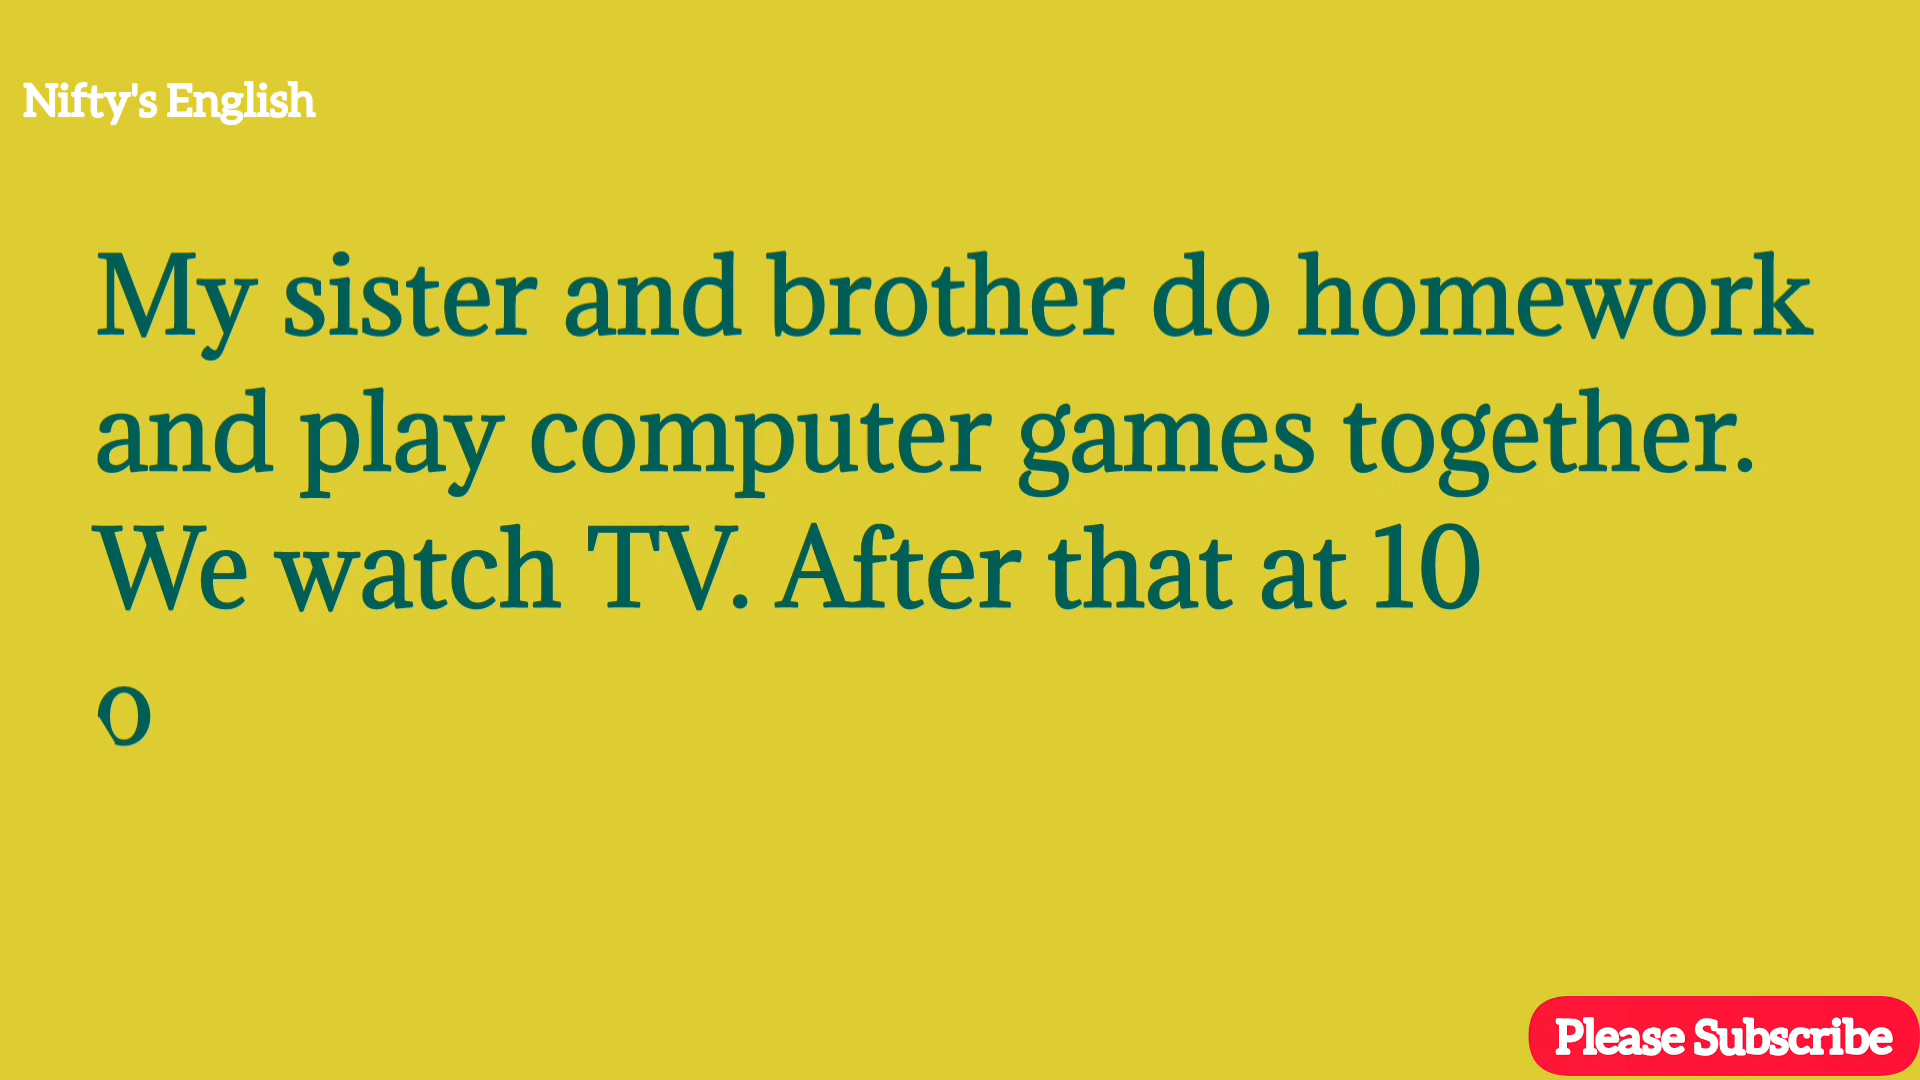 Nifty's English
My sister and brother do homework
and play computer games together.
We watch TV. After that at 10
o
Please Subscribe